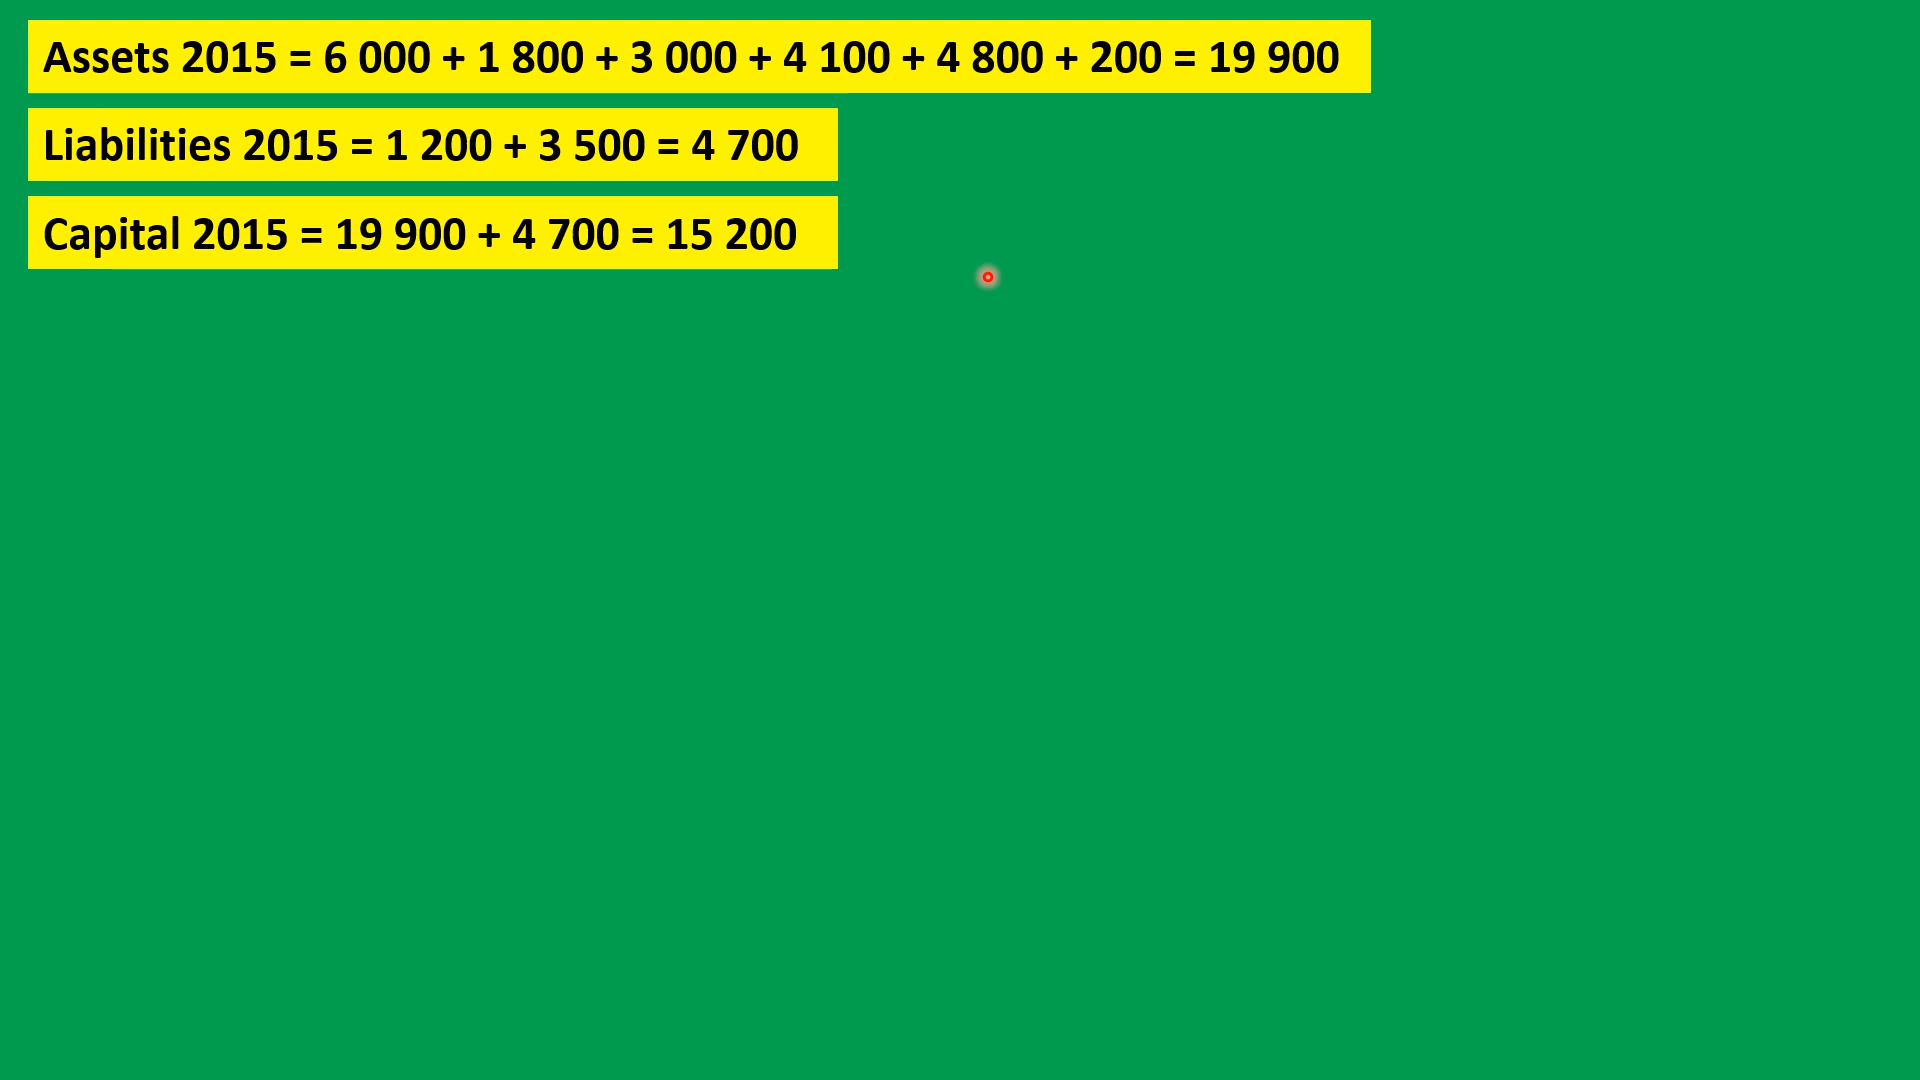 Assets 2015 = 6 000 + 1 800 + 3 000 + 4 100 + 4 800 + 200 = 19 900
Liabilities 2015 = 1 200 + 3 500 = 4 700
Capital 2015 = 19 900 + 4 700 = 15 200